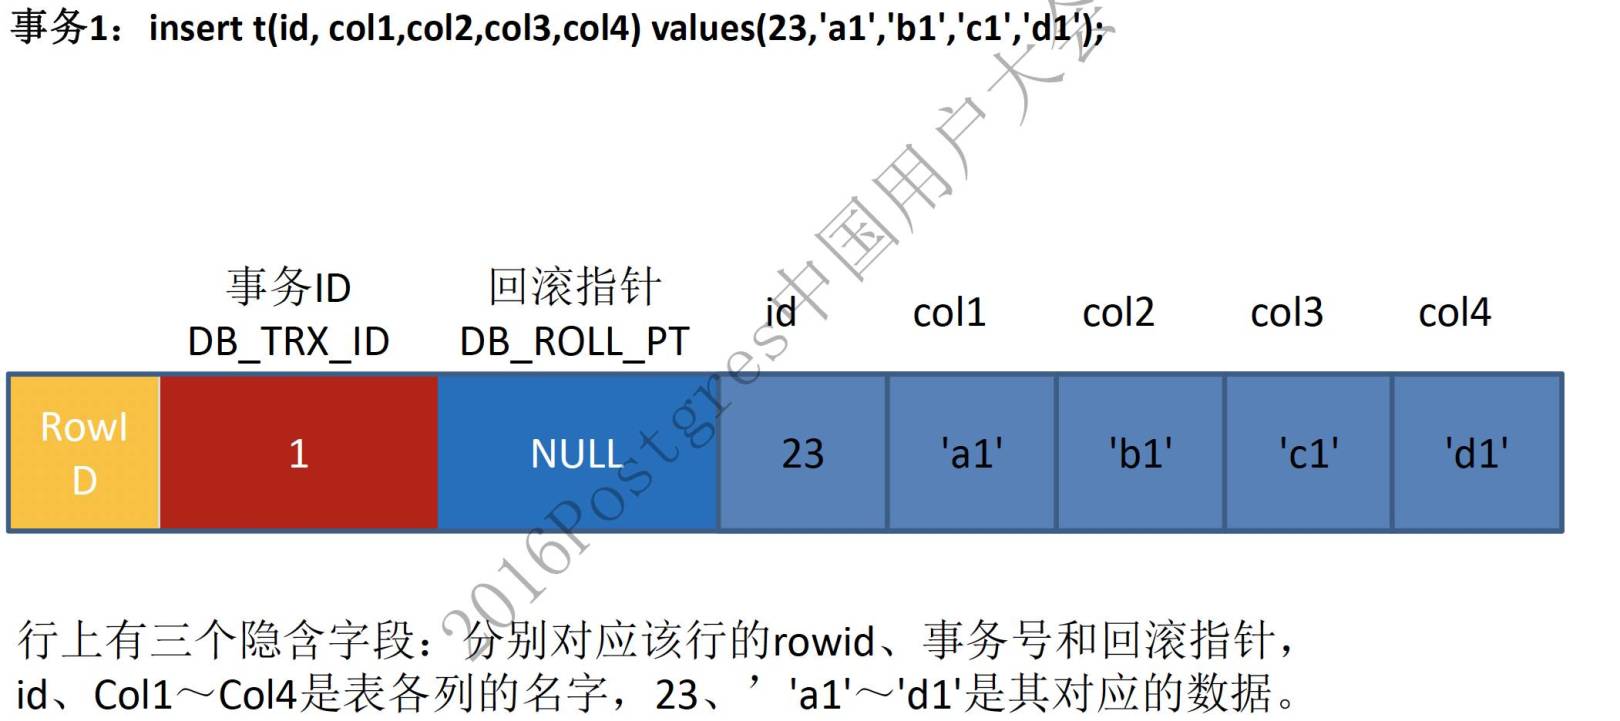 事务1：insert t(id, col1,col2,col3,col4) values(23,'a1','b1','c1','d1');
事务ID
DB_TRX_ID
回滚指针
DB_ROLL_PT
id
col1
col2
col3
col4
RowI
D
1
NULL
23
'a1'
'b1'
'c1'
'd1'
行上有三个隐含字段：分别对应该行的rowid、事务号和回滚指针，
id、Col1～Col4是表各列的名字，23、’'a1'～'d1'是其对应的数据。
2016Postgres中国用户大会